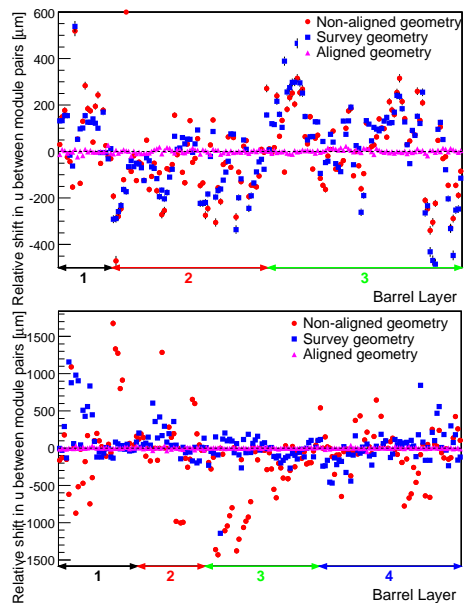 Relative shift in u between module pairs [μm]
600
400
200
0
-200
-400
Non-aligned geometry
Survey geometry
Aligned geometry
1 2 3
Barrel Layer
Relative shift in u between module pairs [μm]
1500
1000
500
0
-500
1000
1500
Non-aligned geometry
Survey geometry
Aligned geometry
1 2 3 4
Barrel Layer